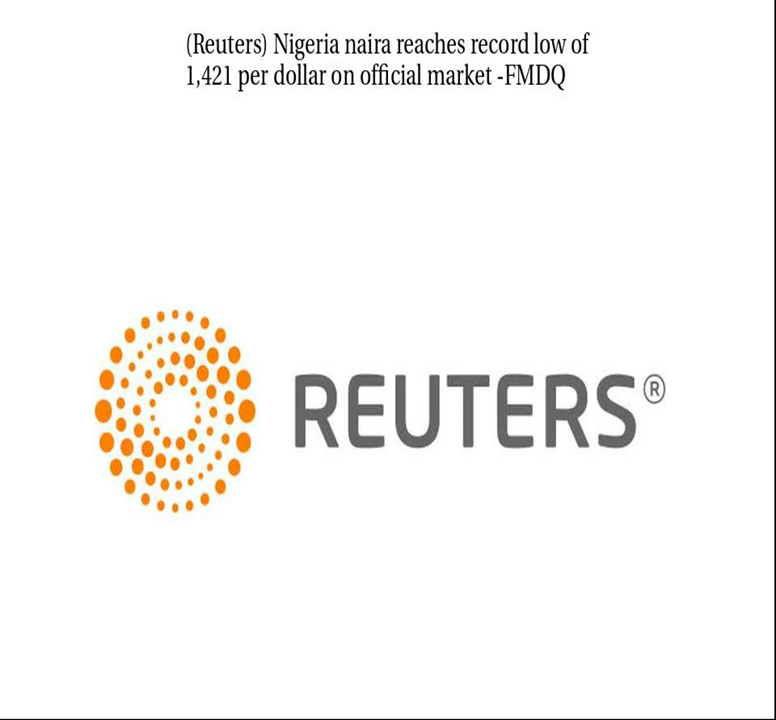 (Reuters) Nigeria naira reaches record low of
1,421 per dollar on official market -FMDQ
REUTERS®